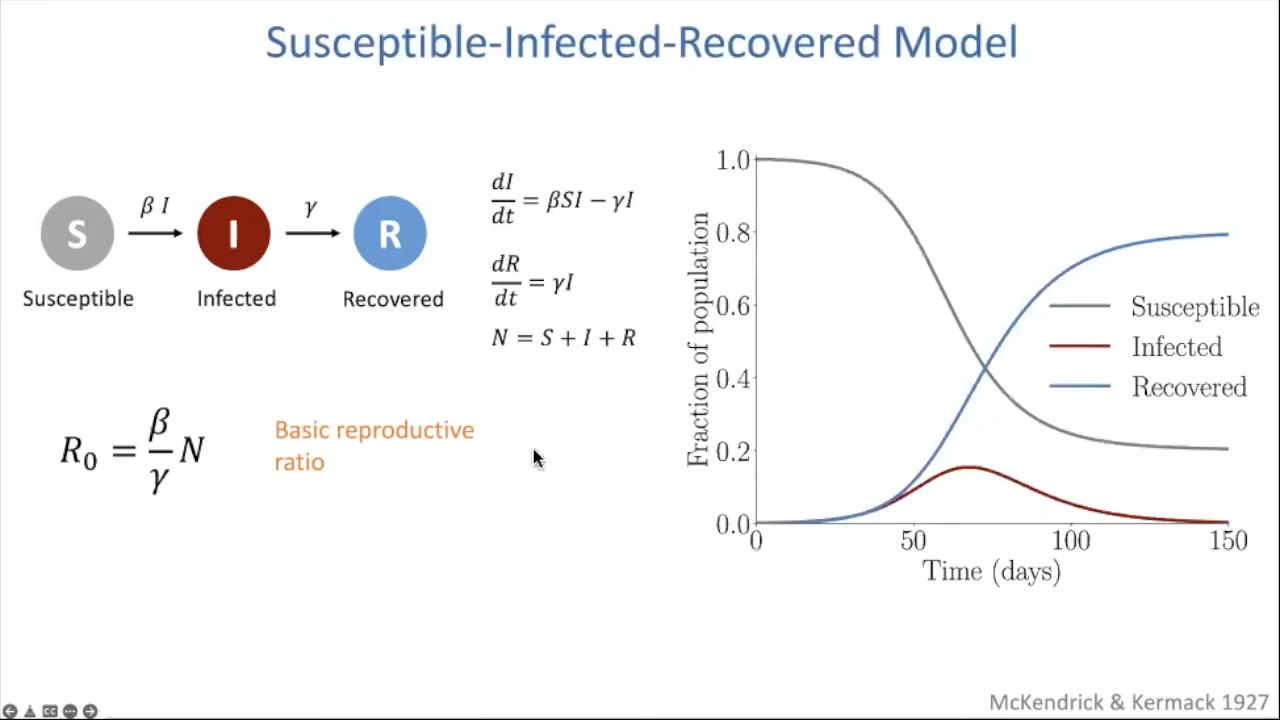 Susceptible-Infected-Recovered Model
β I
γ
S
I
R
Susceptible
Infected
Recovered
dI/dt = βSI − γI
dR/dt = γI
N = S + I + R
R₀ = β/γ N
Basic reproductive
ratio
Fraction of population
1.0
0.8
0.6
0.4
0.2
0.0
0
50
100
150
Time (days)
Susceptible
Infected
Recovered
McKendrick & Kermack 1927
CC